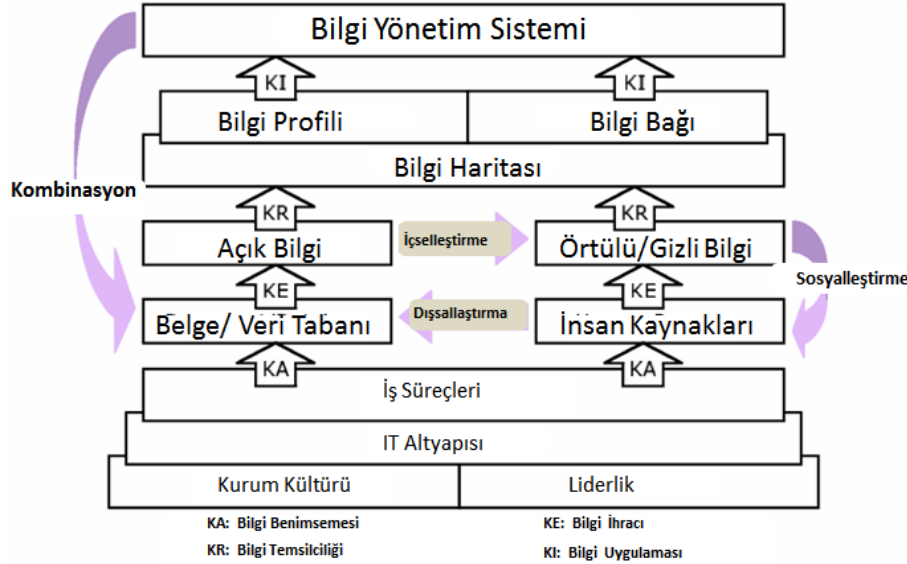 Bilgi Yönetim Sistemi
KI KI
Bilgi Profili Bilgi Bağı
Bilgi Haritası
Kombinasyon
KR KR
Açık Bilgi İçselleştirme Örtülü/Gizli Bilgi
Sosyalleştirme
KE KE
Belge/ Veri Tabanı Dışsallaştırma İnsan Kaynakları
KA KA
İş Süreçleri
IT Altyapısı
Kurum Kültürü Liderlik
KA: Bilgi Benimsemesi KE: Bilgi İhracı
KR: Bilgi Temsilciliği KI: Bilgi Uygulaması